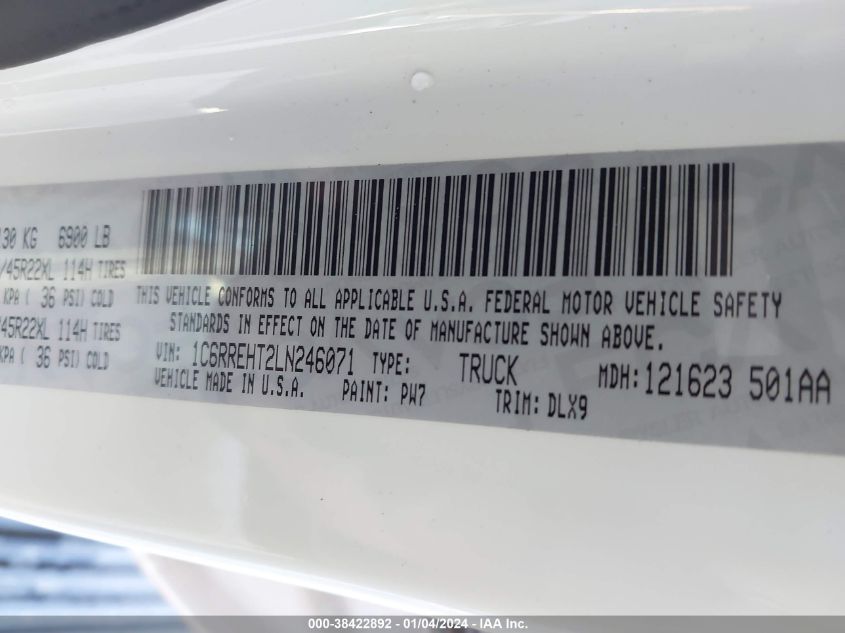 130 KG 6900 LB
/45R22XL 114H TIRES
KPA ( 36 PSI) COLD
/45R22XL 114H TIRES
KPA ( 36 PSI) COLD
THIS VEHICLE CONFORMS TO ALL APPLICABLE U.S.A. FEDERAL MOTOR VEHICLE SAFETY
STANDARDS IN EFFECT ON THE DATE OF MANUFACTURE SHOWN ABOVE.
VIN: 1C6RREHT2LN246071 TYPE: TRUCK MDH: 121623 501AA
VEHICLE MADE IN U.S.A. PAINT: PW7 TRIM: DLX9
000-38422892 - 01/04/2024 - IAA Inc.